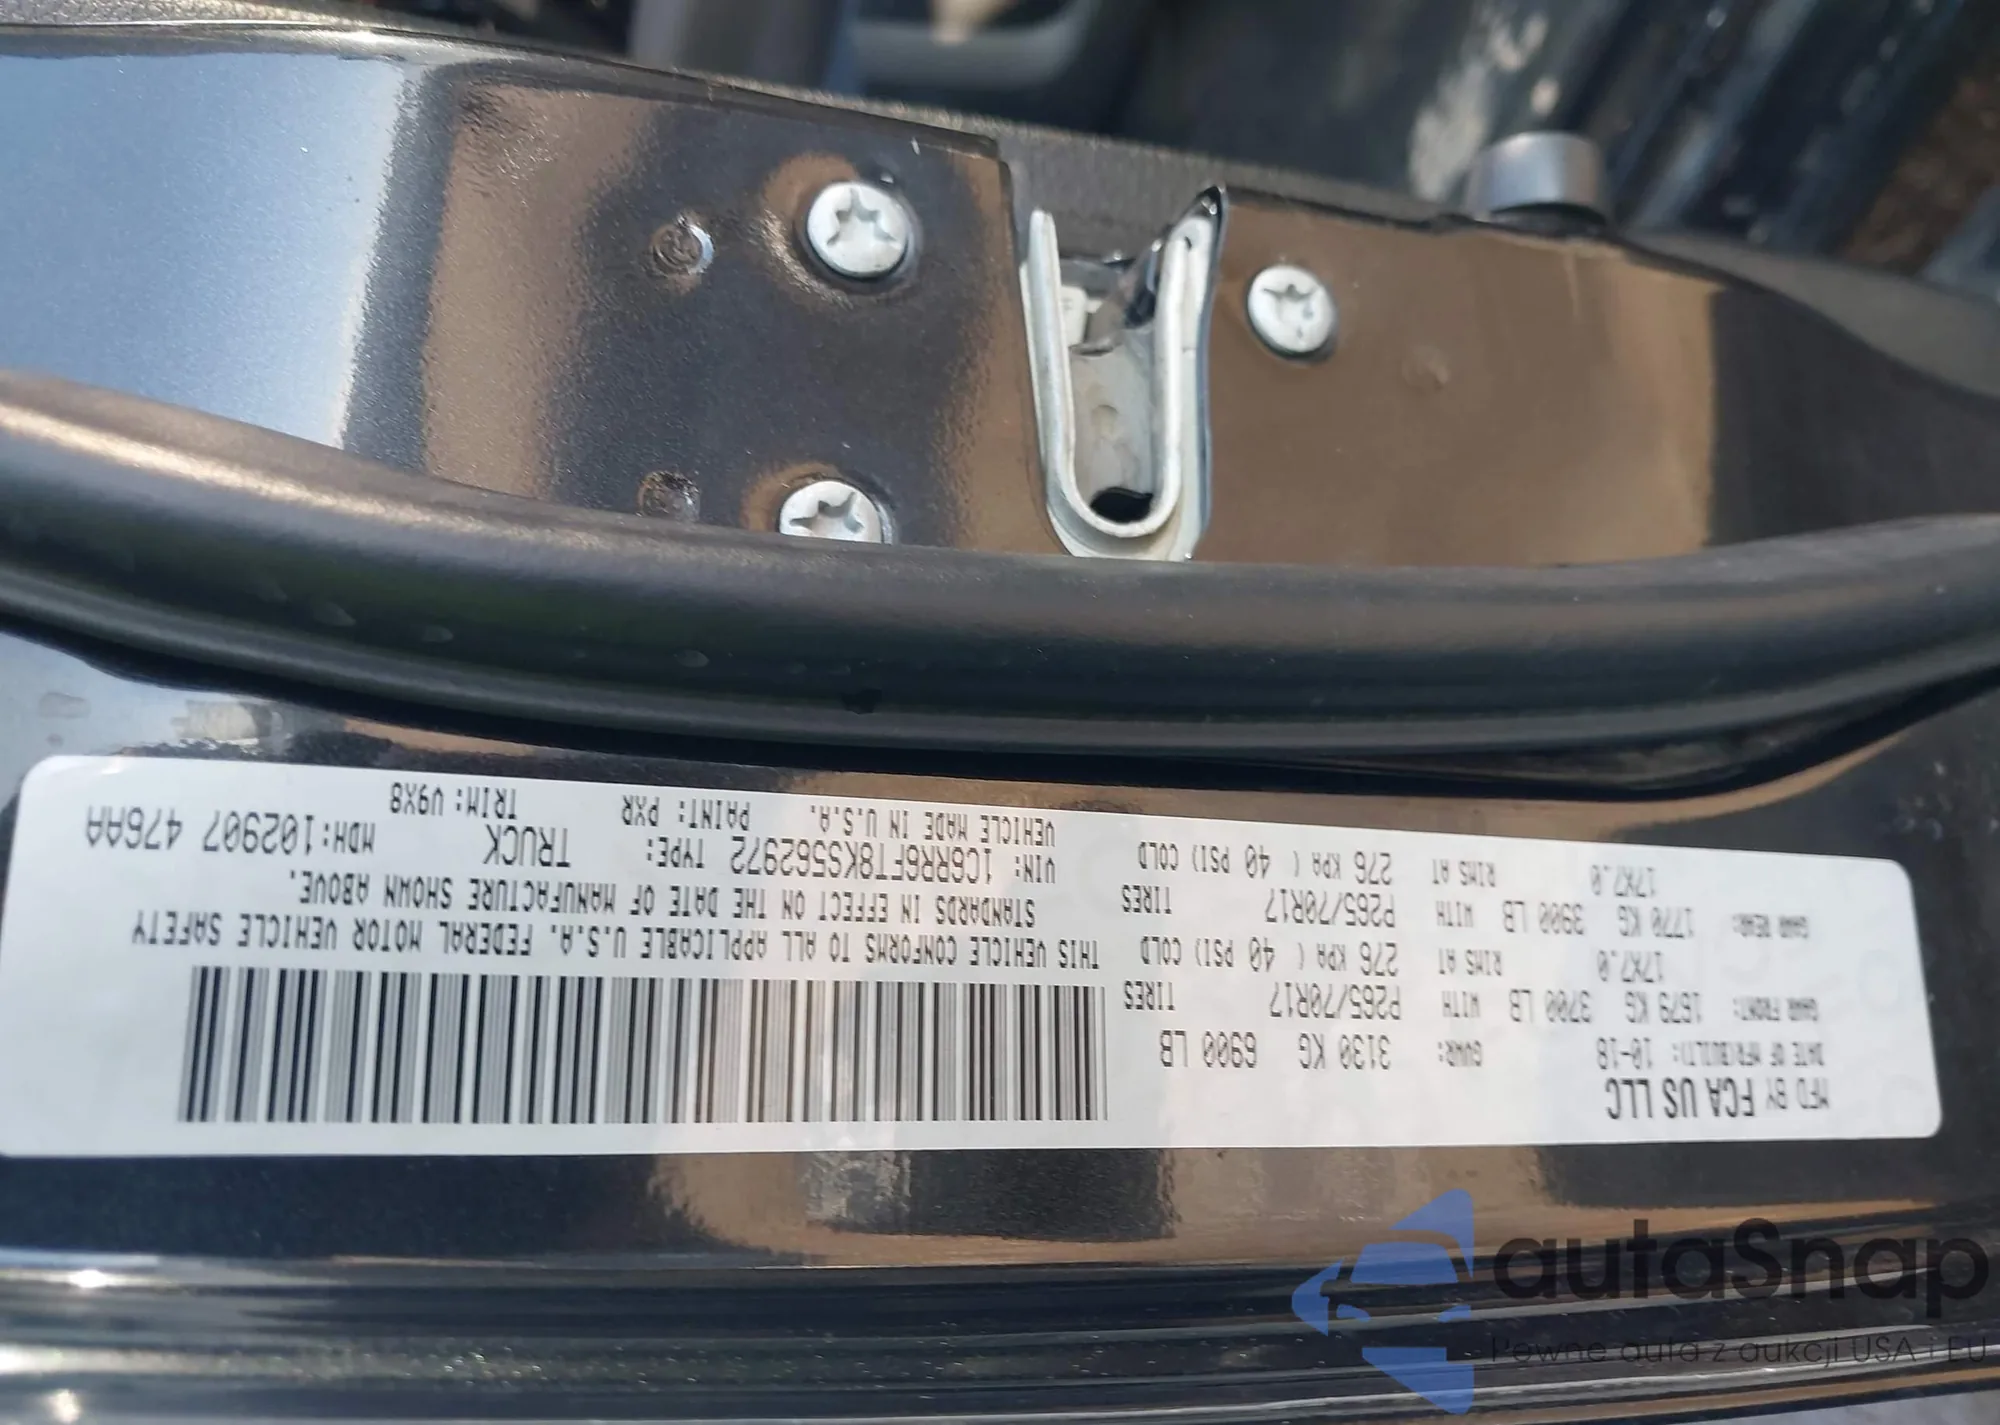 MFD BY FCA US LLC
DATE OF MFR(BUILT): 10-18 GVWR: 3130 KG 6900 LB
GAWR FRONT: 1679 KG 3700 LB WITH P265/70R17 TIRES
17X7.0 RIMS AT 276 KPA ( 40 PSI) COLD
GAWR REAR: 1770 KG 3900 LB WITH P265/70R17 TIRES
17X7.0 RIMS AT 276 KPA ( 40 PSI) COLD
THIS VEHICLE CONFORMS TO ALL APPLICABLE U.S.A. FEDERAL MOTOR VEHICLE SAFETY
STANDARDS IN EFFECT ON THE DATE OF MANUFACTURE SHOWN ABOVE.
VIN: 1C6RR6FT8KS562972 TYPE: TRUCK MDH:102907 476AA
VEHICLE MADE IN U.S.A. PAINT: PXR TRIM: V9X8
autaSnap
Pewne auta z aukcji USA i EU